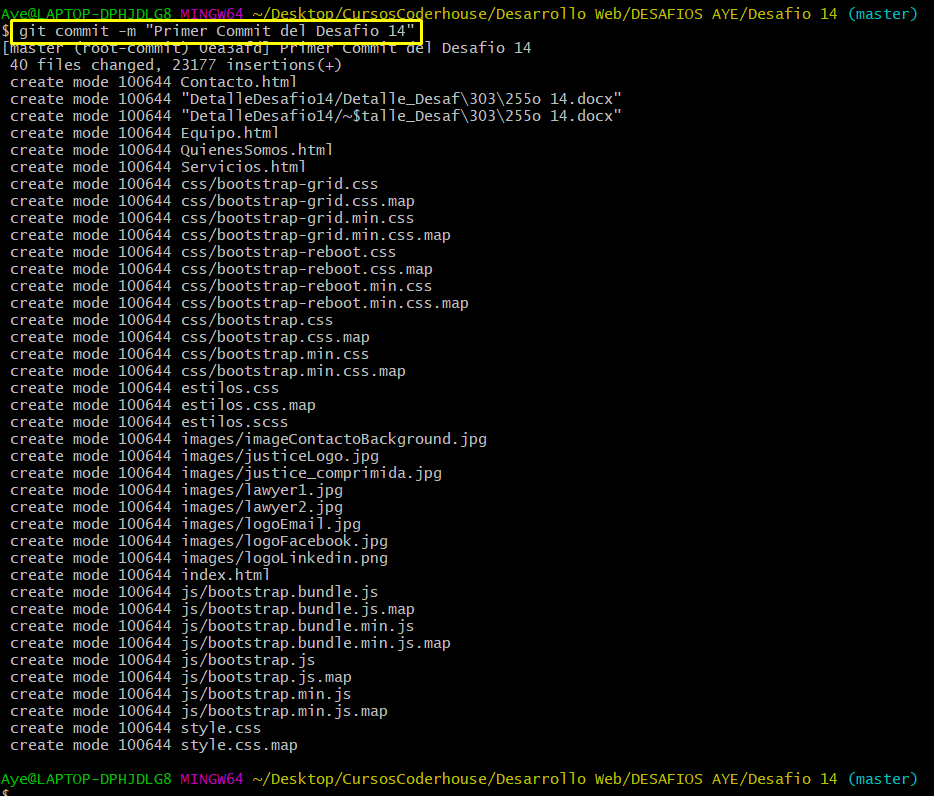 Aye@LAPTOP-DPHJDLG8 MINGW64 ~/Desktop/CursosCoderhouse/Desarrollo Web/DESAFIOS AYE/Desafio 14 (master)
$ git commit -m "Primer Commit del Desafio 14"
[master (root-commit) 0ea3afd] Primer Commit del Desafio 14
 40 files changed, 23177 insertions(+)
 create mode 100644 Contacto.html
 create mode 100644 "DetalleDesafio14/Detalle_Desaf\303\255o 14.docx"
 create mode 100644 "DetalleDesafio14/~$talle_Desaf\303\255o 14.docx"
 create mode 100644 Equipo.html
 create mode 100644 QuienesSomos.html
 create mode 100644 Servicios.html
 create mode 100644 css/bootstrap-grid.css
 create mode 100644 css/bootstrap-grid.css.map
 create mode 100644 css/bootstrap-grid.min.css
 create mode 100644 css/bootstrap-grid.min.css.map
 create mode 100644 css/bootstrap-reboot.css
 create mode 100644 css/bootstrap-reboot.css.map
 create mode 100644 css/bootstrap-reboot.min.css
 create mode 100644 css/bootstrap-reboot.min.css.map
 create mode 100644 css/bootstrap.css
 create mode 100644 css/bootstrap.css.map
 create mode 100644 css/bootstrap.min.css
 create mode 100644 css/bootstrap.min.css.map
 create mode 100644 estilos.css
 create mode 100644 estilos.css.map
 create mode 100644 estilos.scss
 create mode 100644 images/imageContactoBackground.jpg
 create mode 100644 images/justiceLogo.jpg
 create mode 100644 images/justice_comprimida.jpg
 create mode 100644 images/lawyer1.jpg
 create mode 100644 images/lawyer2.jpg
 create mode 100644 images/logoEmail.jpg
 create mode 100644 images/logoFacebook.jpg
 create mode 100644 images/logoLinkedin.png
 create mode 100644 index.html
 create mode 100644 js/bootstrap.bundle.js
 create mode 100644 js/bootstrap.bundle.js.map
 create mode 100644 js/bootstrap.bundle.min.js
 create mode 100644 js/bootstrap.bundle.min.js.map
 create mode 100644 js/bootstrap.js
 create mode 100644 js/bootstrap.js.map
 create mode 100644 js/bootstrap.min.js
 create mode 100644 js/bootstrap.min.js.map
 create mode 100644 style.css
 create mode 100644 style.css.map
Aye@LAPTOP-DPHJDLG8 MINGW64 ~/Desktop/CursosCoderhouse/Desarrollo Web/DESAFIOS AYE/Desafio 14 (master)
$